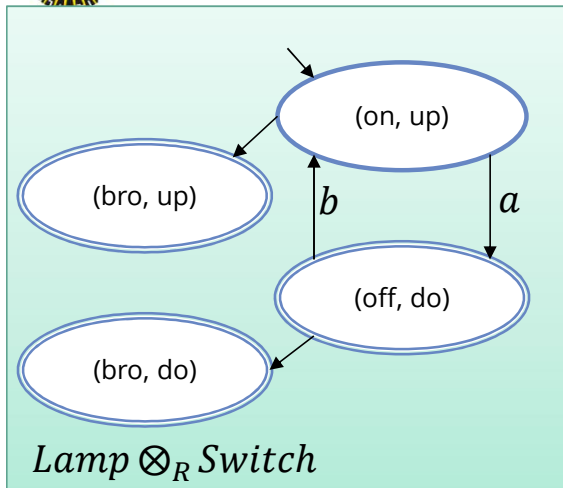 (on, up)
(bro, up)
b
a
(off, do)
(bro, do)
Lamp ⊗R Switch